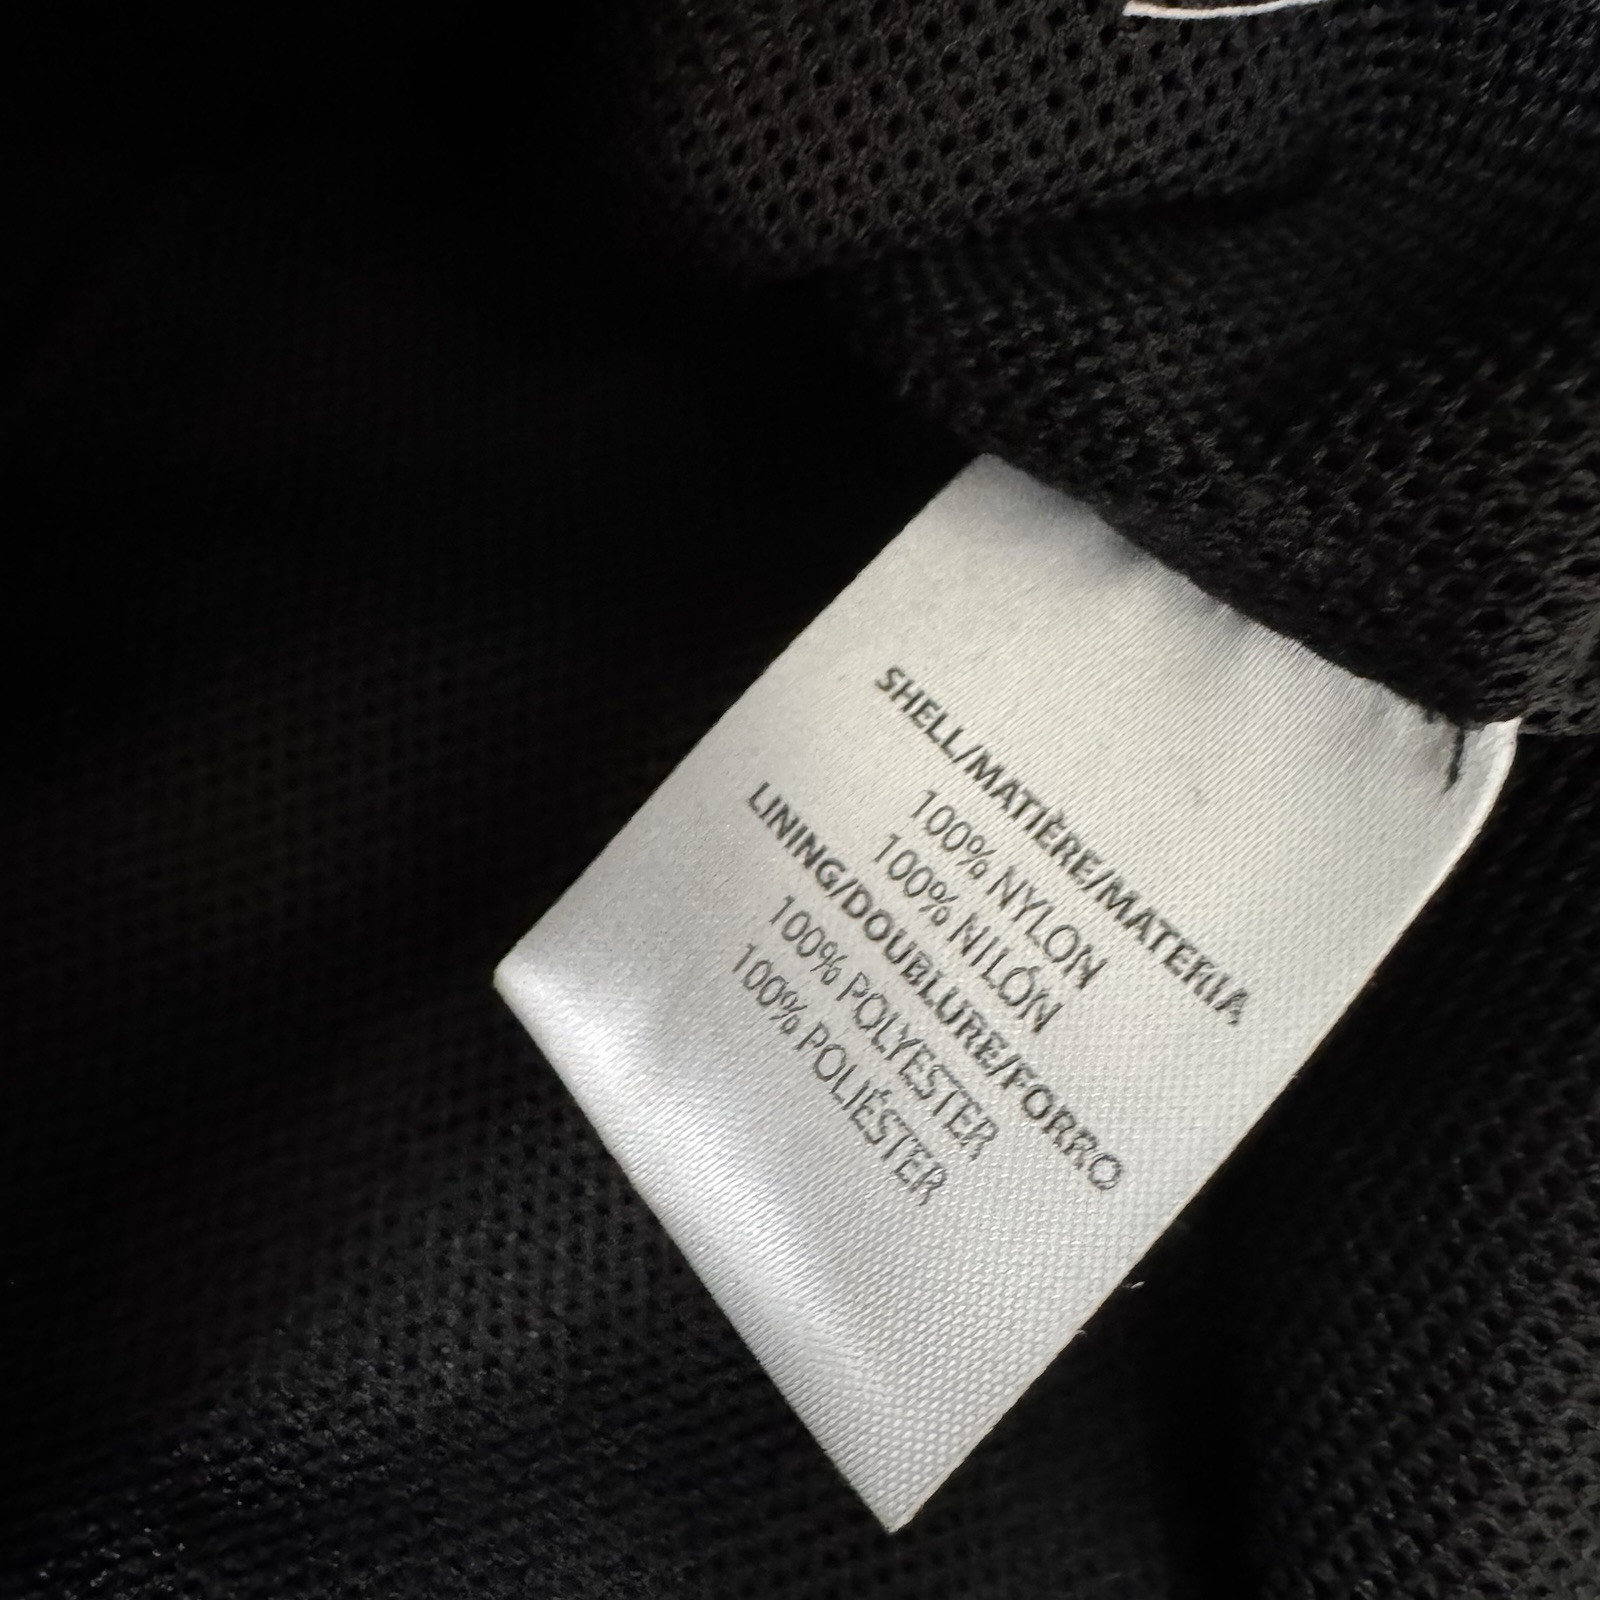 SHELL/MATIÈRE/MATERIA
100% NYLON
100% NILÓN
LINING/DOUBLURE/FORRO
100% POLYESTER
100% POLIÉSTER